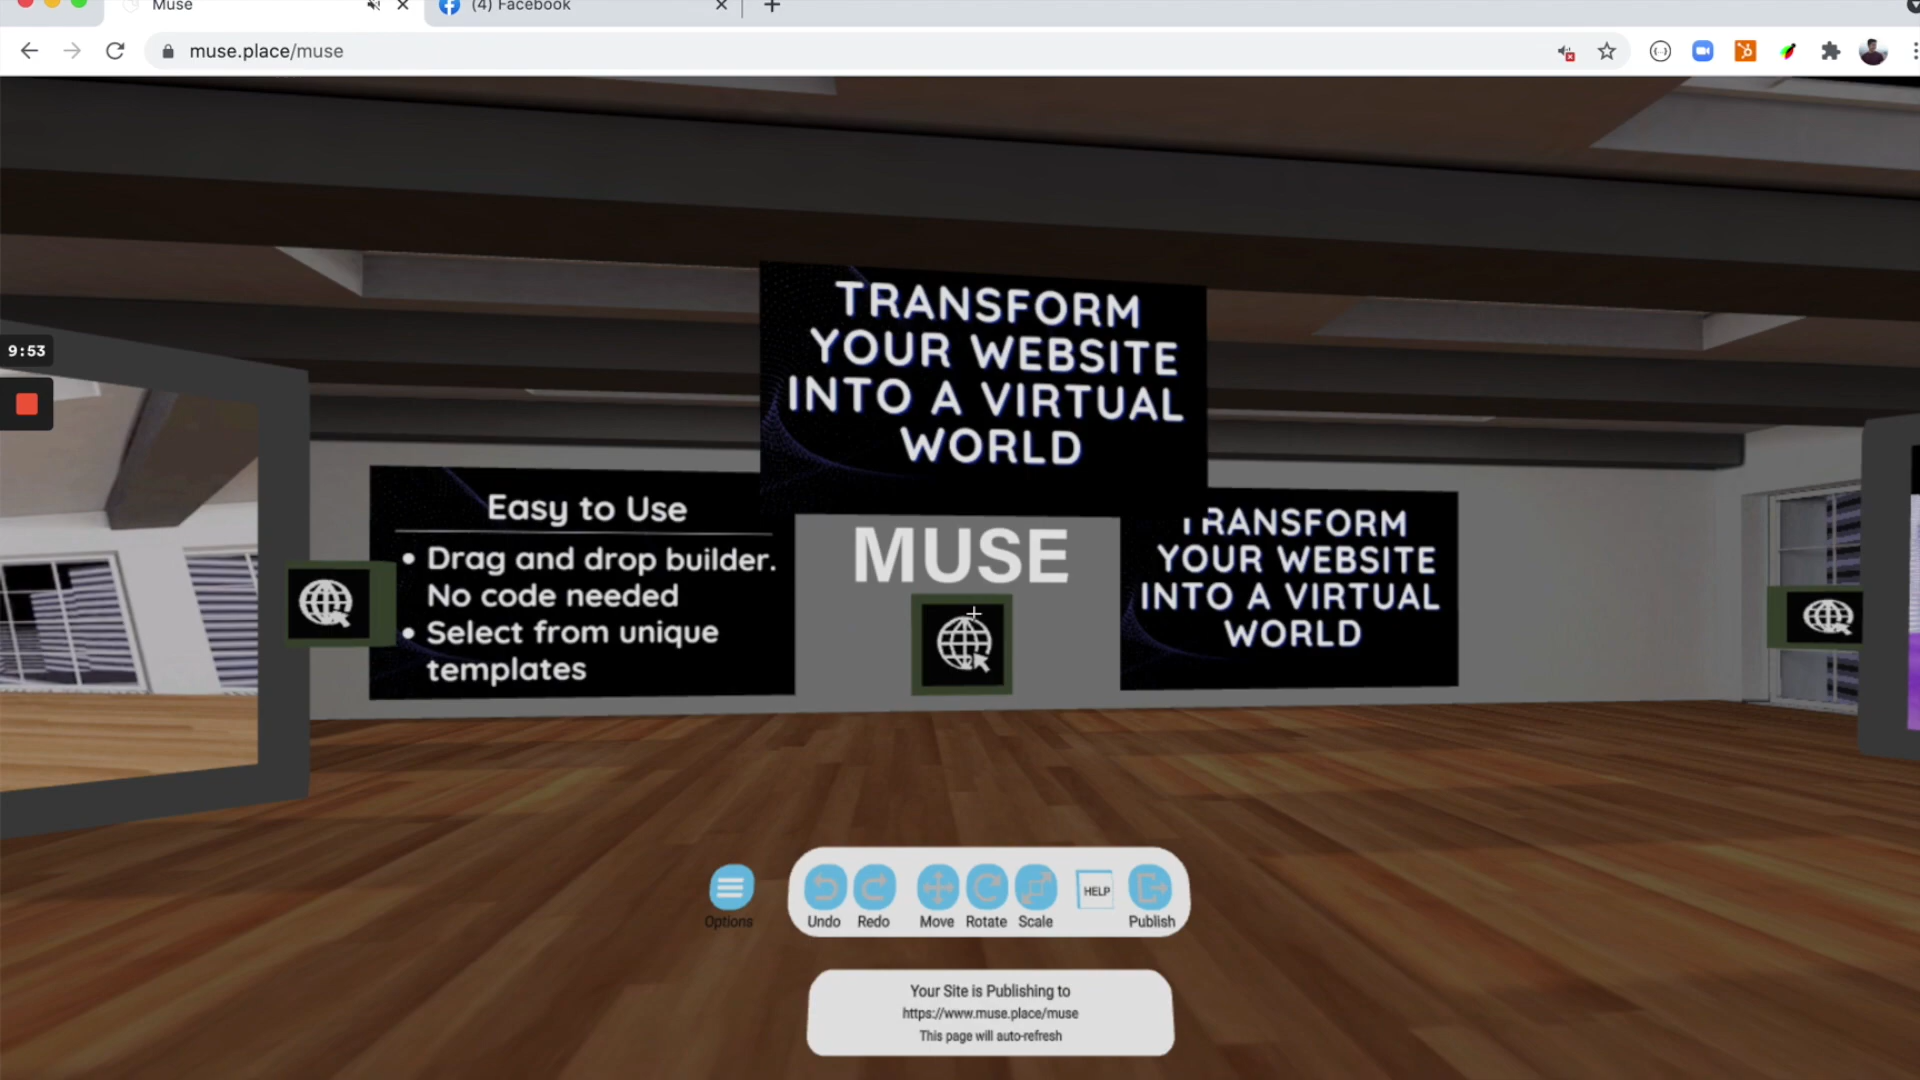 Muse
(4) Facebook
muse.place/muse
9:53
TRANSFORM
YOUR WEBSITE
INTO A VIRTUAL
WORLD
Easy to Use
• Drag and drop builder.
No code needed
• Select from unique
templates
MUSE
TRANSFORM
YOUR WEBSITE
INTO A VIRTUAL
WORLD
Options
Undo
Redo
Move
Rotate
Scale
HELP
Publish
Your Site is Publishing to
https://www.muse.place/muse
This page will auto-refresh